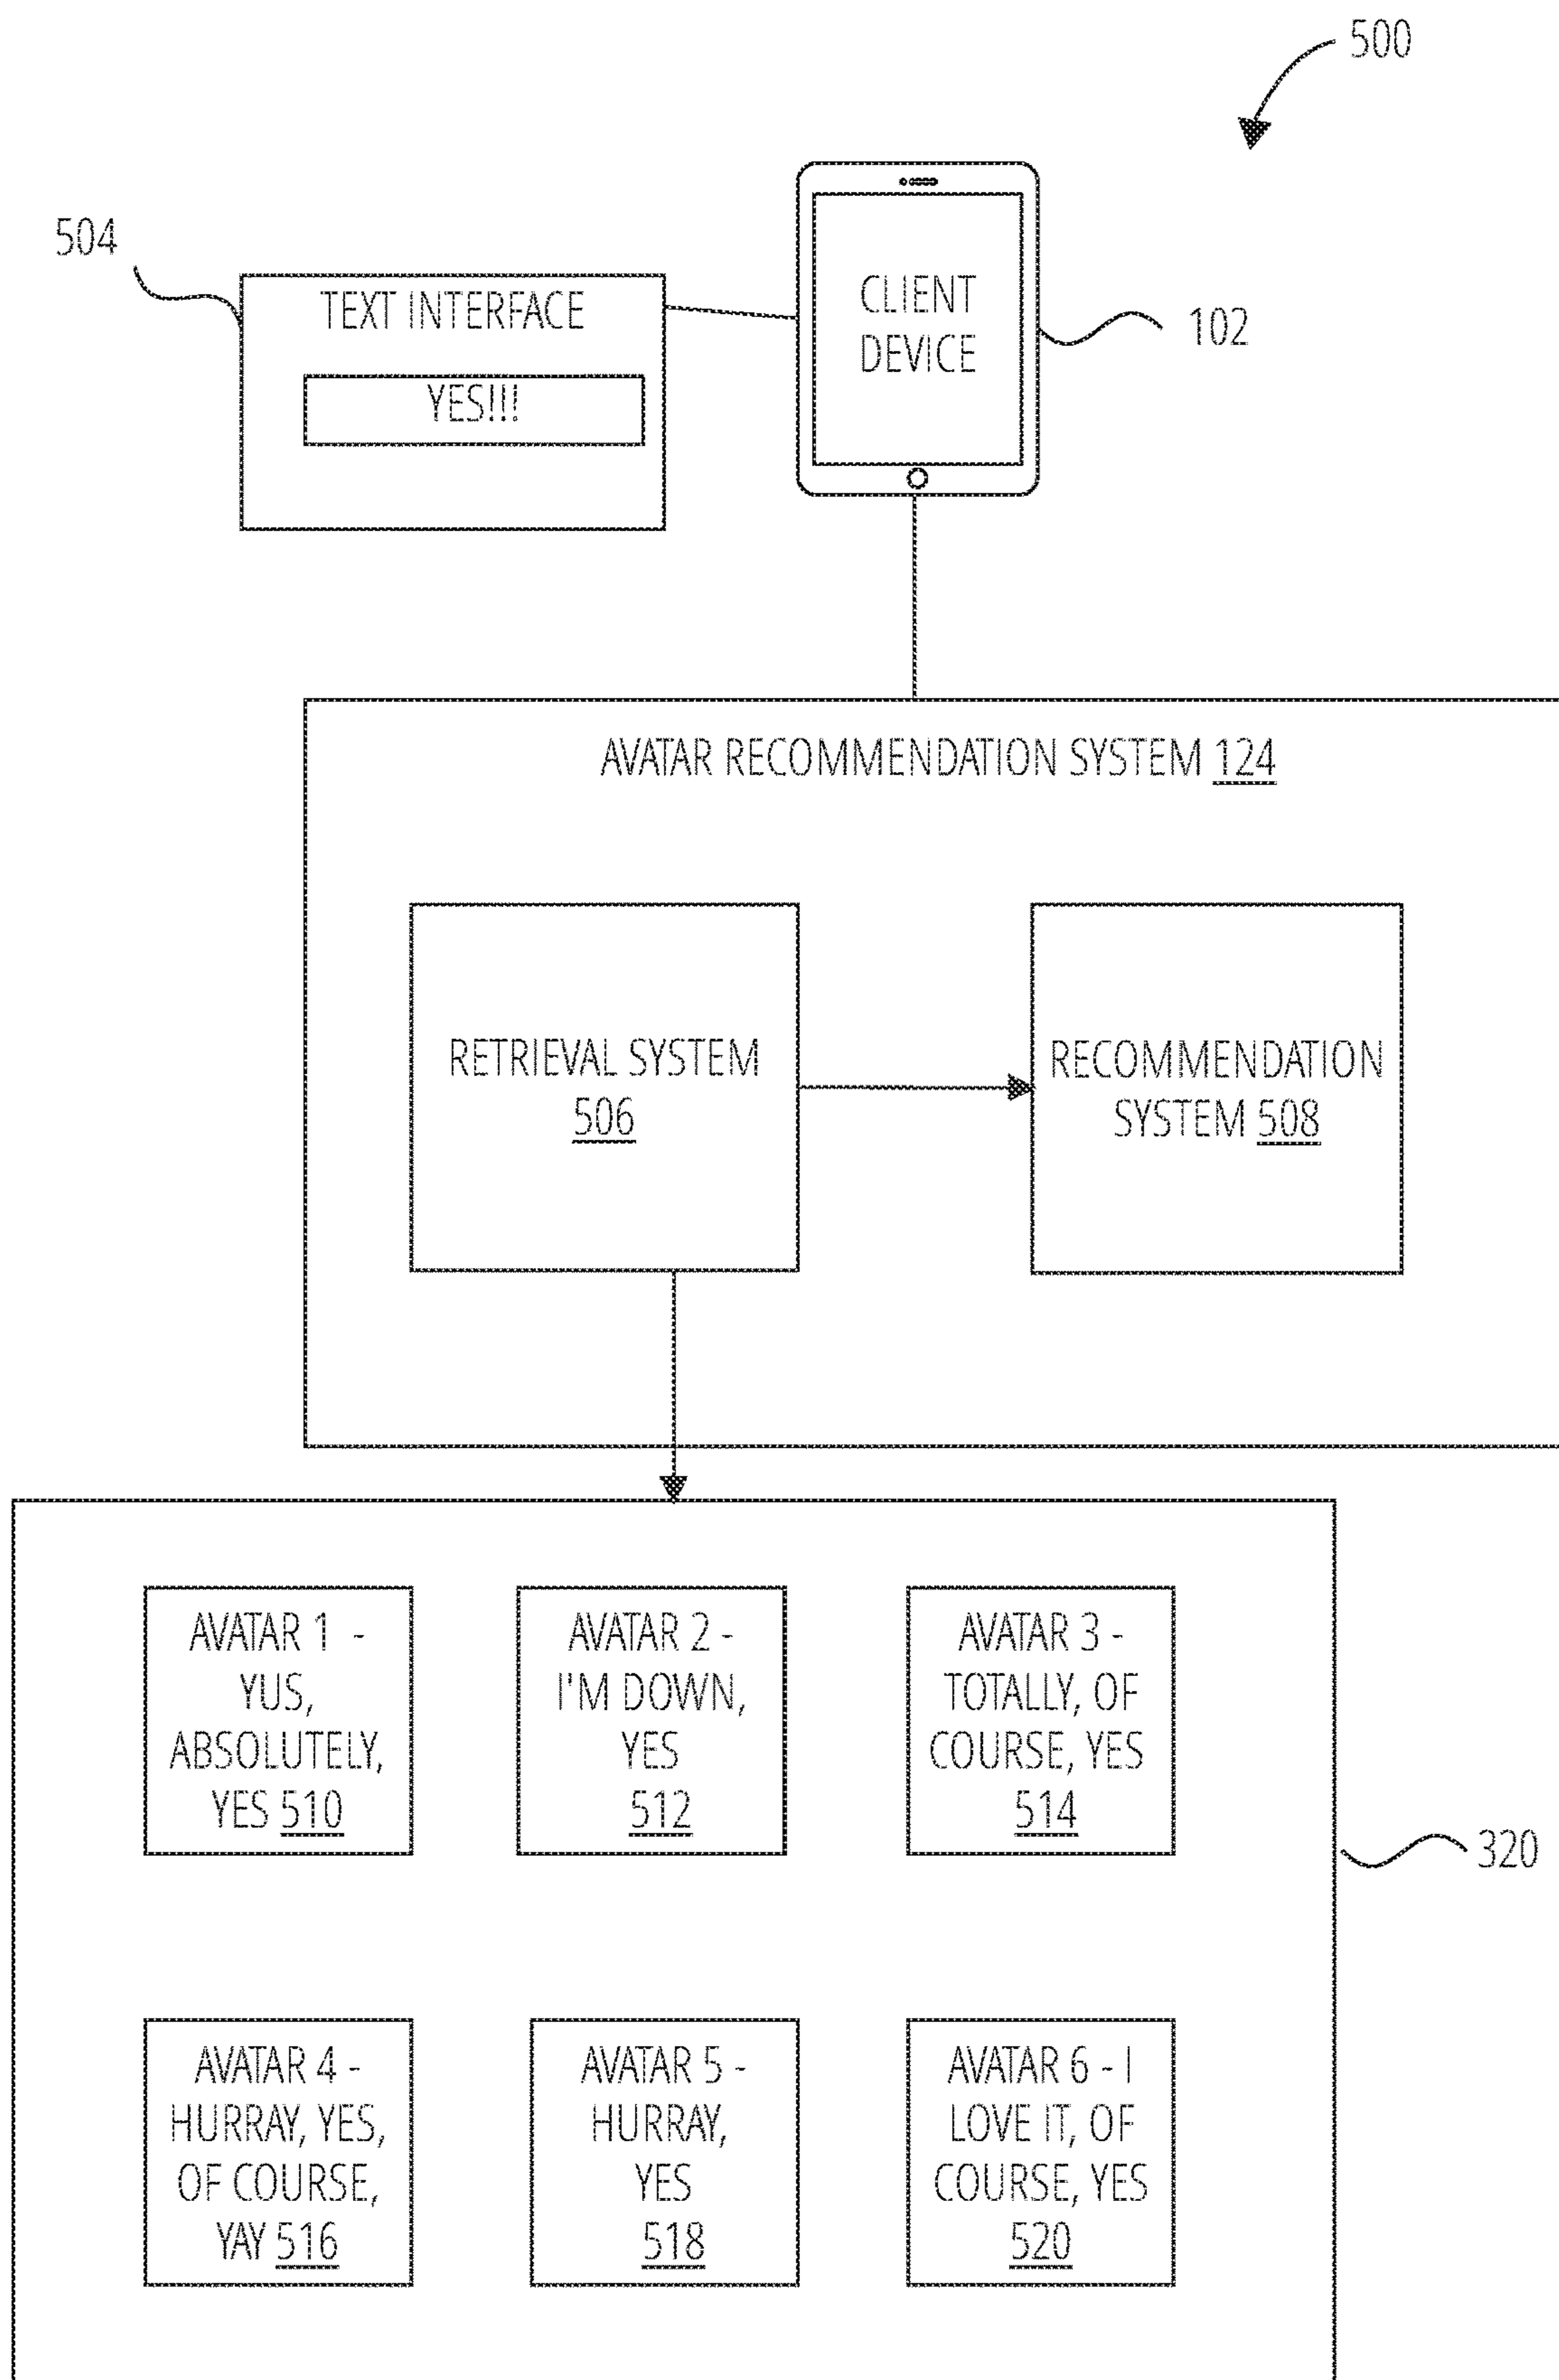 500
504
TEXT INTERFACE
YES!!!
CLIENT
DEVICE
102
AVATAR RECOMMENDATION SYSTEM 124
RETRIEVAL SYSTEM
506
RECOMMENDATION
SYSTEM 508
AVATAR 1 -
YUS,
ABSOLUTELY,
YES 510
AVATAR 2 -
I'M DOWN,
YES
512
AVATAR 3 -
TOTALLY, OF
COURSE, YES
514
320
AVATAR 4 -
HURRAY, YES,
OF COURSE,
YAY 516
AVATAR 5 -
HURRAY,
YES
518
AVATAR 6 - I
LOVE IT, OF
COURSE, YES
520